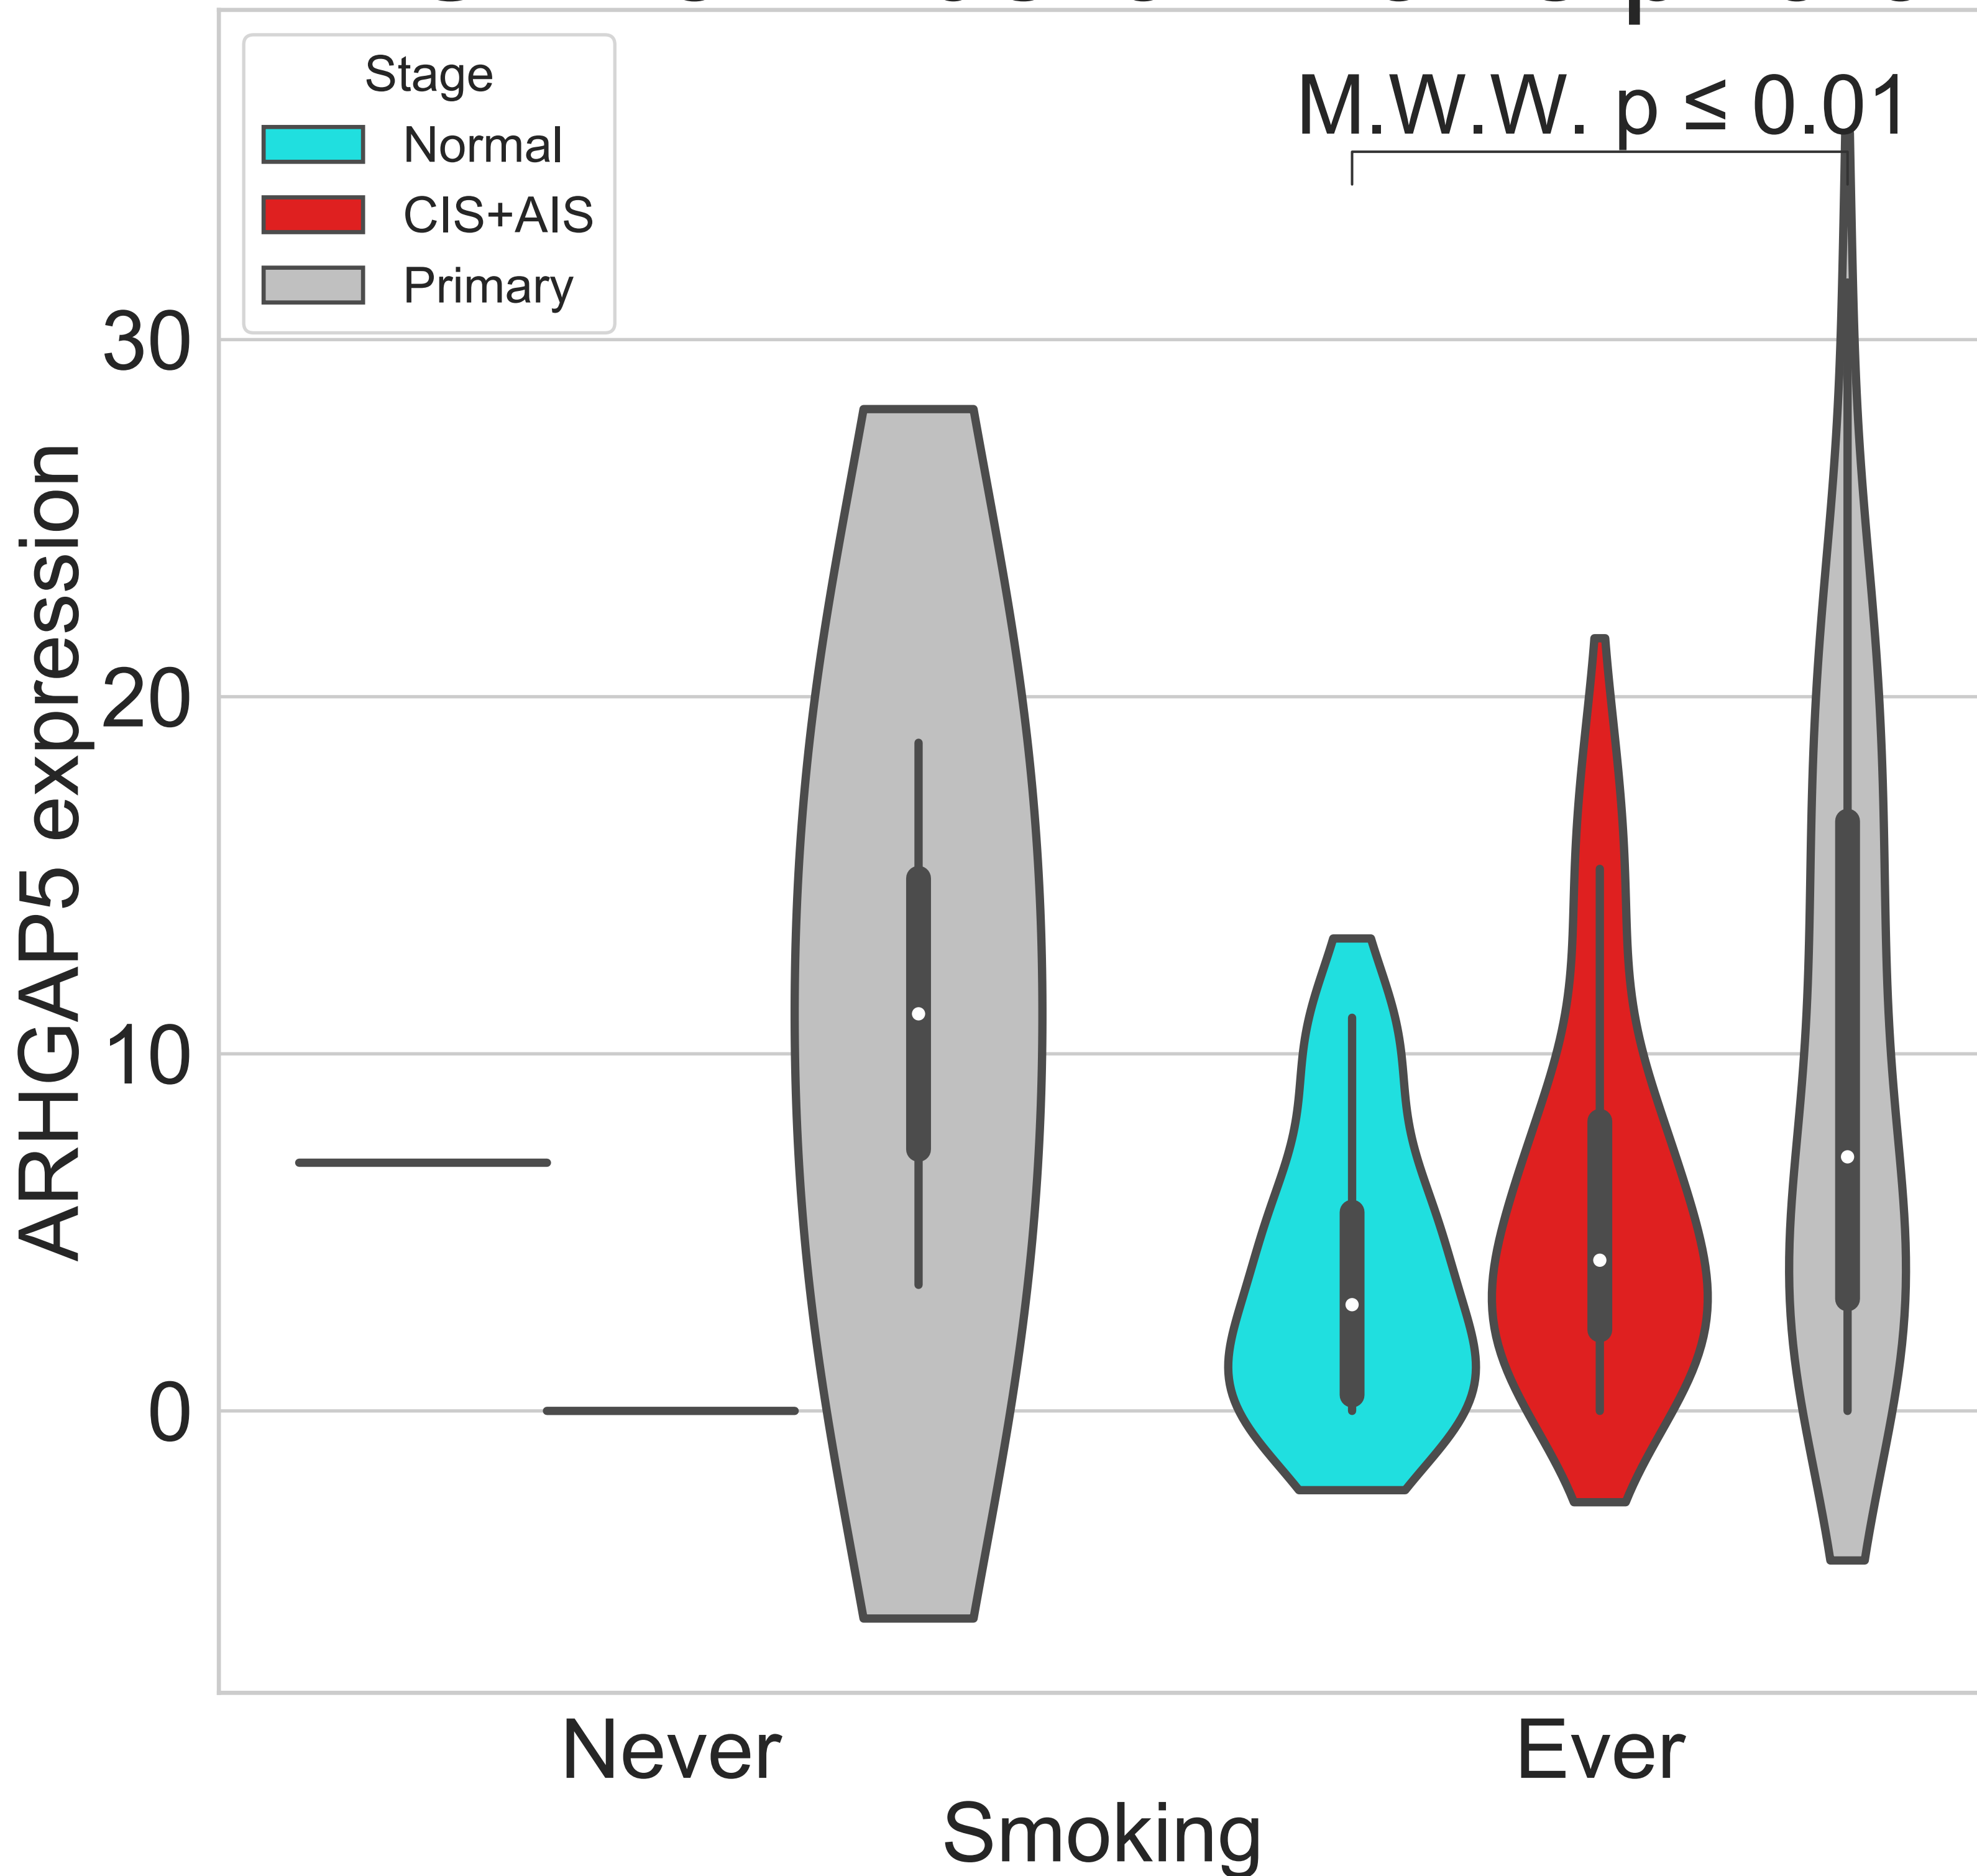 Stage
Normal
CIS+AIS
Primary
M.W.W. p ≤ 0.01
30
20
10
0
ARHGAP5 expression
Never
Ever
Smoking